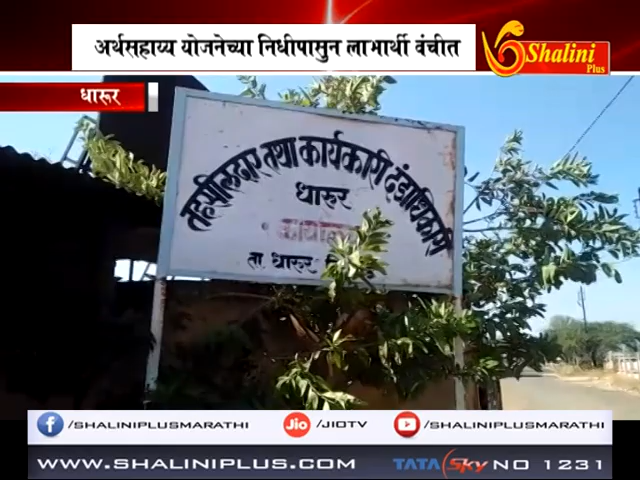 अर्थसहाय्य योजनेच्या निधीपासुन लाभार्थी वंचीत
Shalini
Plus
धारूर
तहसीलदार तथा कार्यकारी दंडाधिकारी
धारुर
ता धारुर
/SHALINIPLUSMARATHI
Jio
/JIOTV
/SHALINIPLUSMARATHI
WWW.SHALINIPLUS.COM
TATA Sky NO 1231